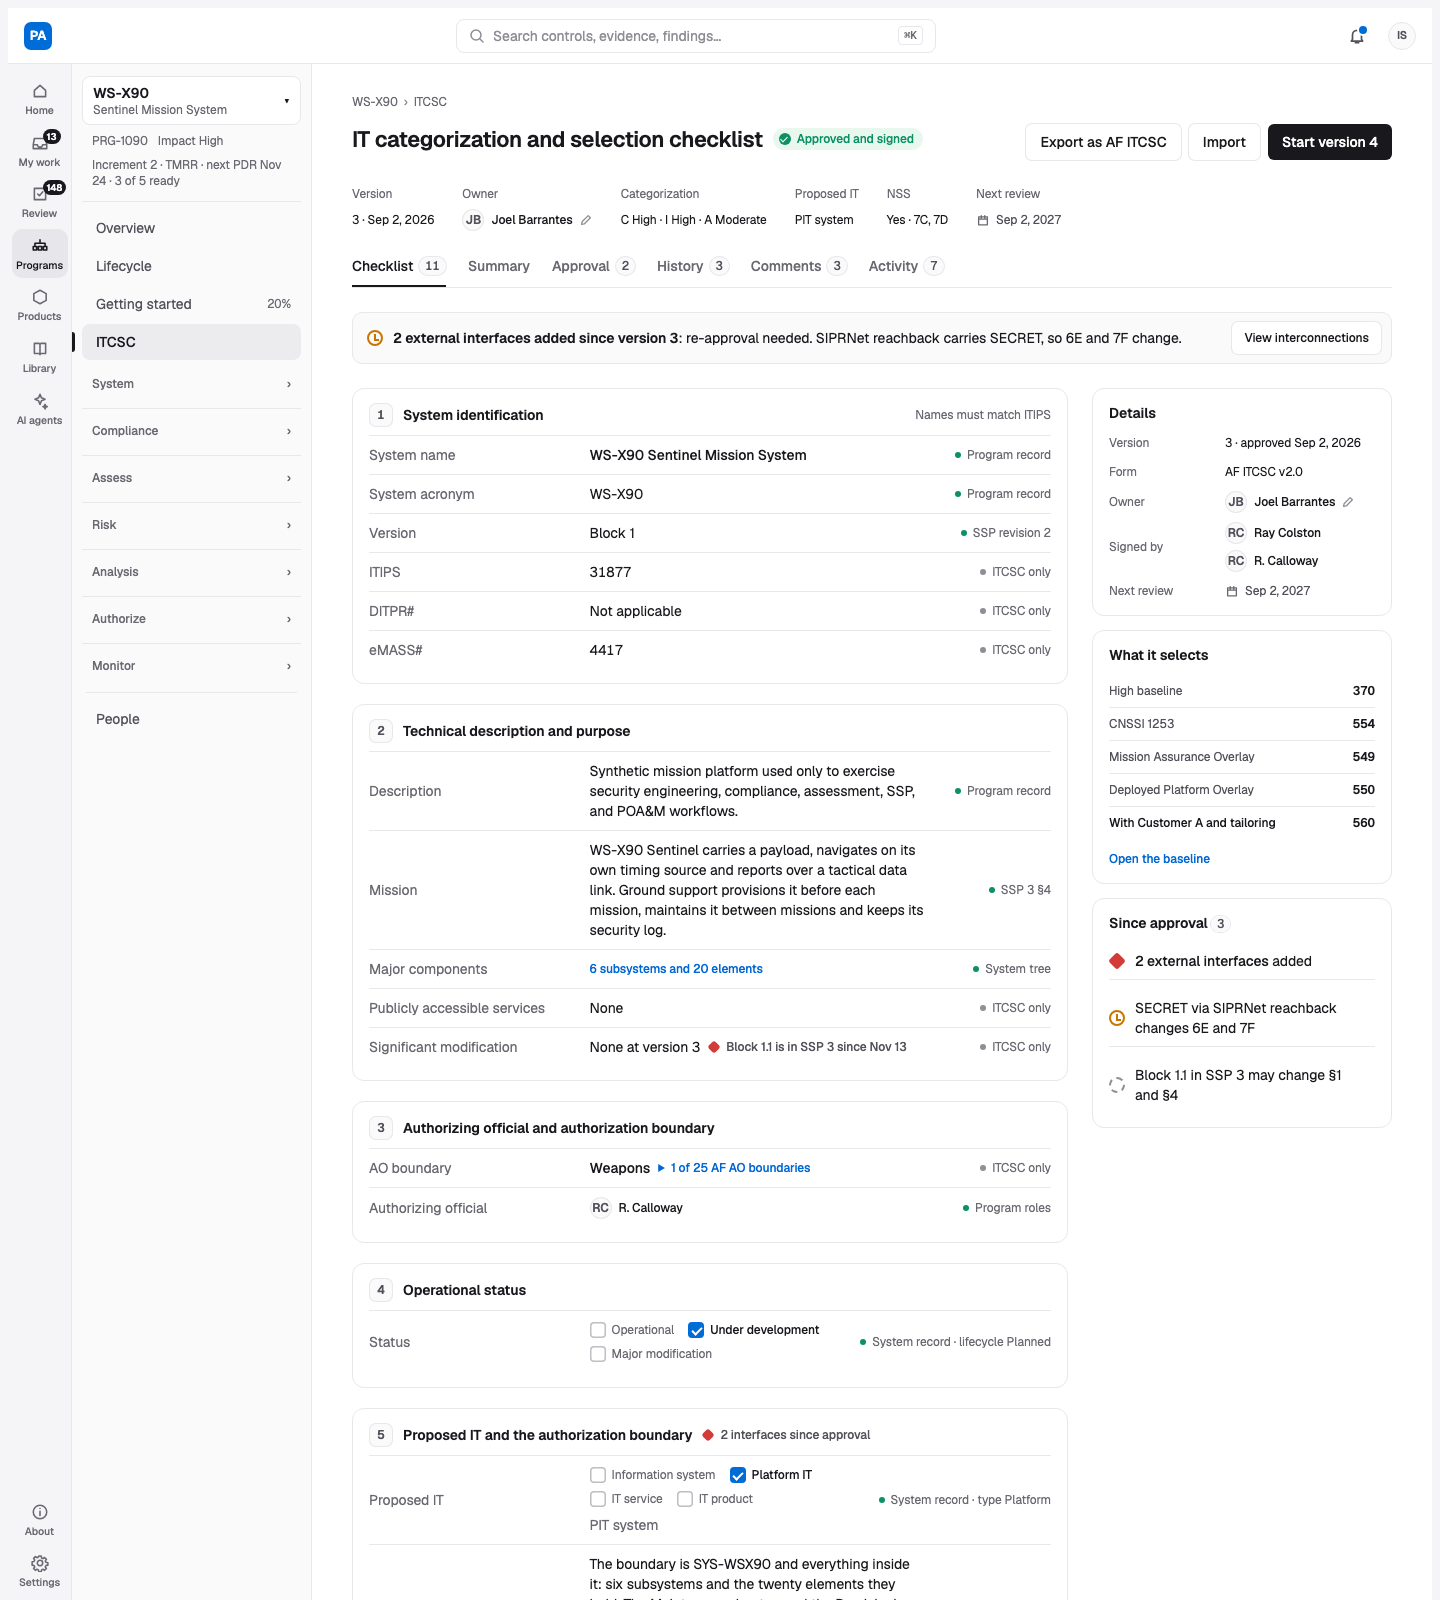 PA
Search controls, evidence, findings...
⌘K
IS
Home
13
My work
148
Review
Programs
Products
Library
AI agents
About
Settings
WS-X90
Sentinel Mission System
PRG-1090 Impact High
Increment 2 · TMRR · next PDR Nov
24 · 3 of 5 ready
Overview
Lifecycle
Getting started 20%
ITCSC
System
Compliance
Assess
Risk
Analysis
Authorize
Monitor
People
WS-X90 › ITCSC
IT categorization and selection checklist
Approved and signed
Export as AF ITCSC
Import
Start version 4
Version
3 · Sep 2, 2026
Owner
JB Joel Barrantes
Categorization
C High · I High · A Moderate
Proposed IT
PIT system
NSS
Yes · 7C, 7D
Next review
Sep 2, 2027
Checklist 11
Summary
Approval 2
History 3
Comments 3
Activity 7
2 external interfaces added since version 3: re-approval needed. SIPRNet reachback carries SECRET, so 6E and 7F change.
View interconnections
1 System identification
Names must match ITIPS
System name WS-X90 Sentinel Mission System Program record
System acronym WS-X90 Program record
Version Block 1 SSP revision 2
ITIPS 31877 ITCSC only
DITPR# Not applicable ITCSC only
eMASS# 4417 ITCSC only
2 Technical description and purpose
Description
Synthetic mission platform used only to exercise
security engineering, compliance, assessment, SSP,
and POA&M workflows.
Program record
Mission
WS-X90 Sentinel carries a payload, navigates on its
own timing source and reports over a tactical data
link. Ground support provisions it before each
mission, maintains it between missions and keeps its
security log.
SSP 3 §4
Major components 6 subsystems and 20 elements System tree
Publicly accessible services None ITCSC only
Significant modification None at version 3 Block 1.1 is in SSP 3 since Nov 13 ITCSC only
3 Authorizing official and authorization boundary
AO boundary Weapons 1 of 25 AF AO boundaries ITCSC only
Authorizing official RC R. Calloway Program roles
4 Operational status
Status
Operational Under development
Major modification
System record · lifecycle Planned
5 Proposed IT and the authorization boundary 2 interfaces since approval
Proposed IT
Information system Platform IT
IT service IT product
PIT system
System record · type Platform
The boundary is SYS-WSX90 and everything inside
it: six subsystems and the twenty elements they
Details
Version 3 · approved Sep 2, 2026
Form AF ITCSC v2.0
Owner JB Joel Barrantes
Signed by
RC Ray Colston
RC R. Calloway
Next review Sep 2, 2027
What it selects
High baseline 370
CNSSI 1253 554
Mission Assurance Overlay 549
Deployed Platform Overlay 550
With Customer A and tailoring 560
Open the baseline
Since approval 3
2 external interfaces added
SECRET via SIPRNet reachback
changes 6E and 7F
Block 1.1 in SSP 3 may change §1
and §4